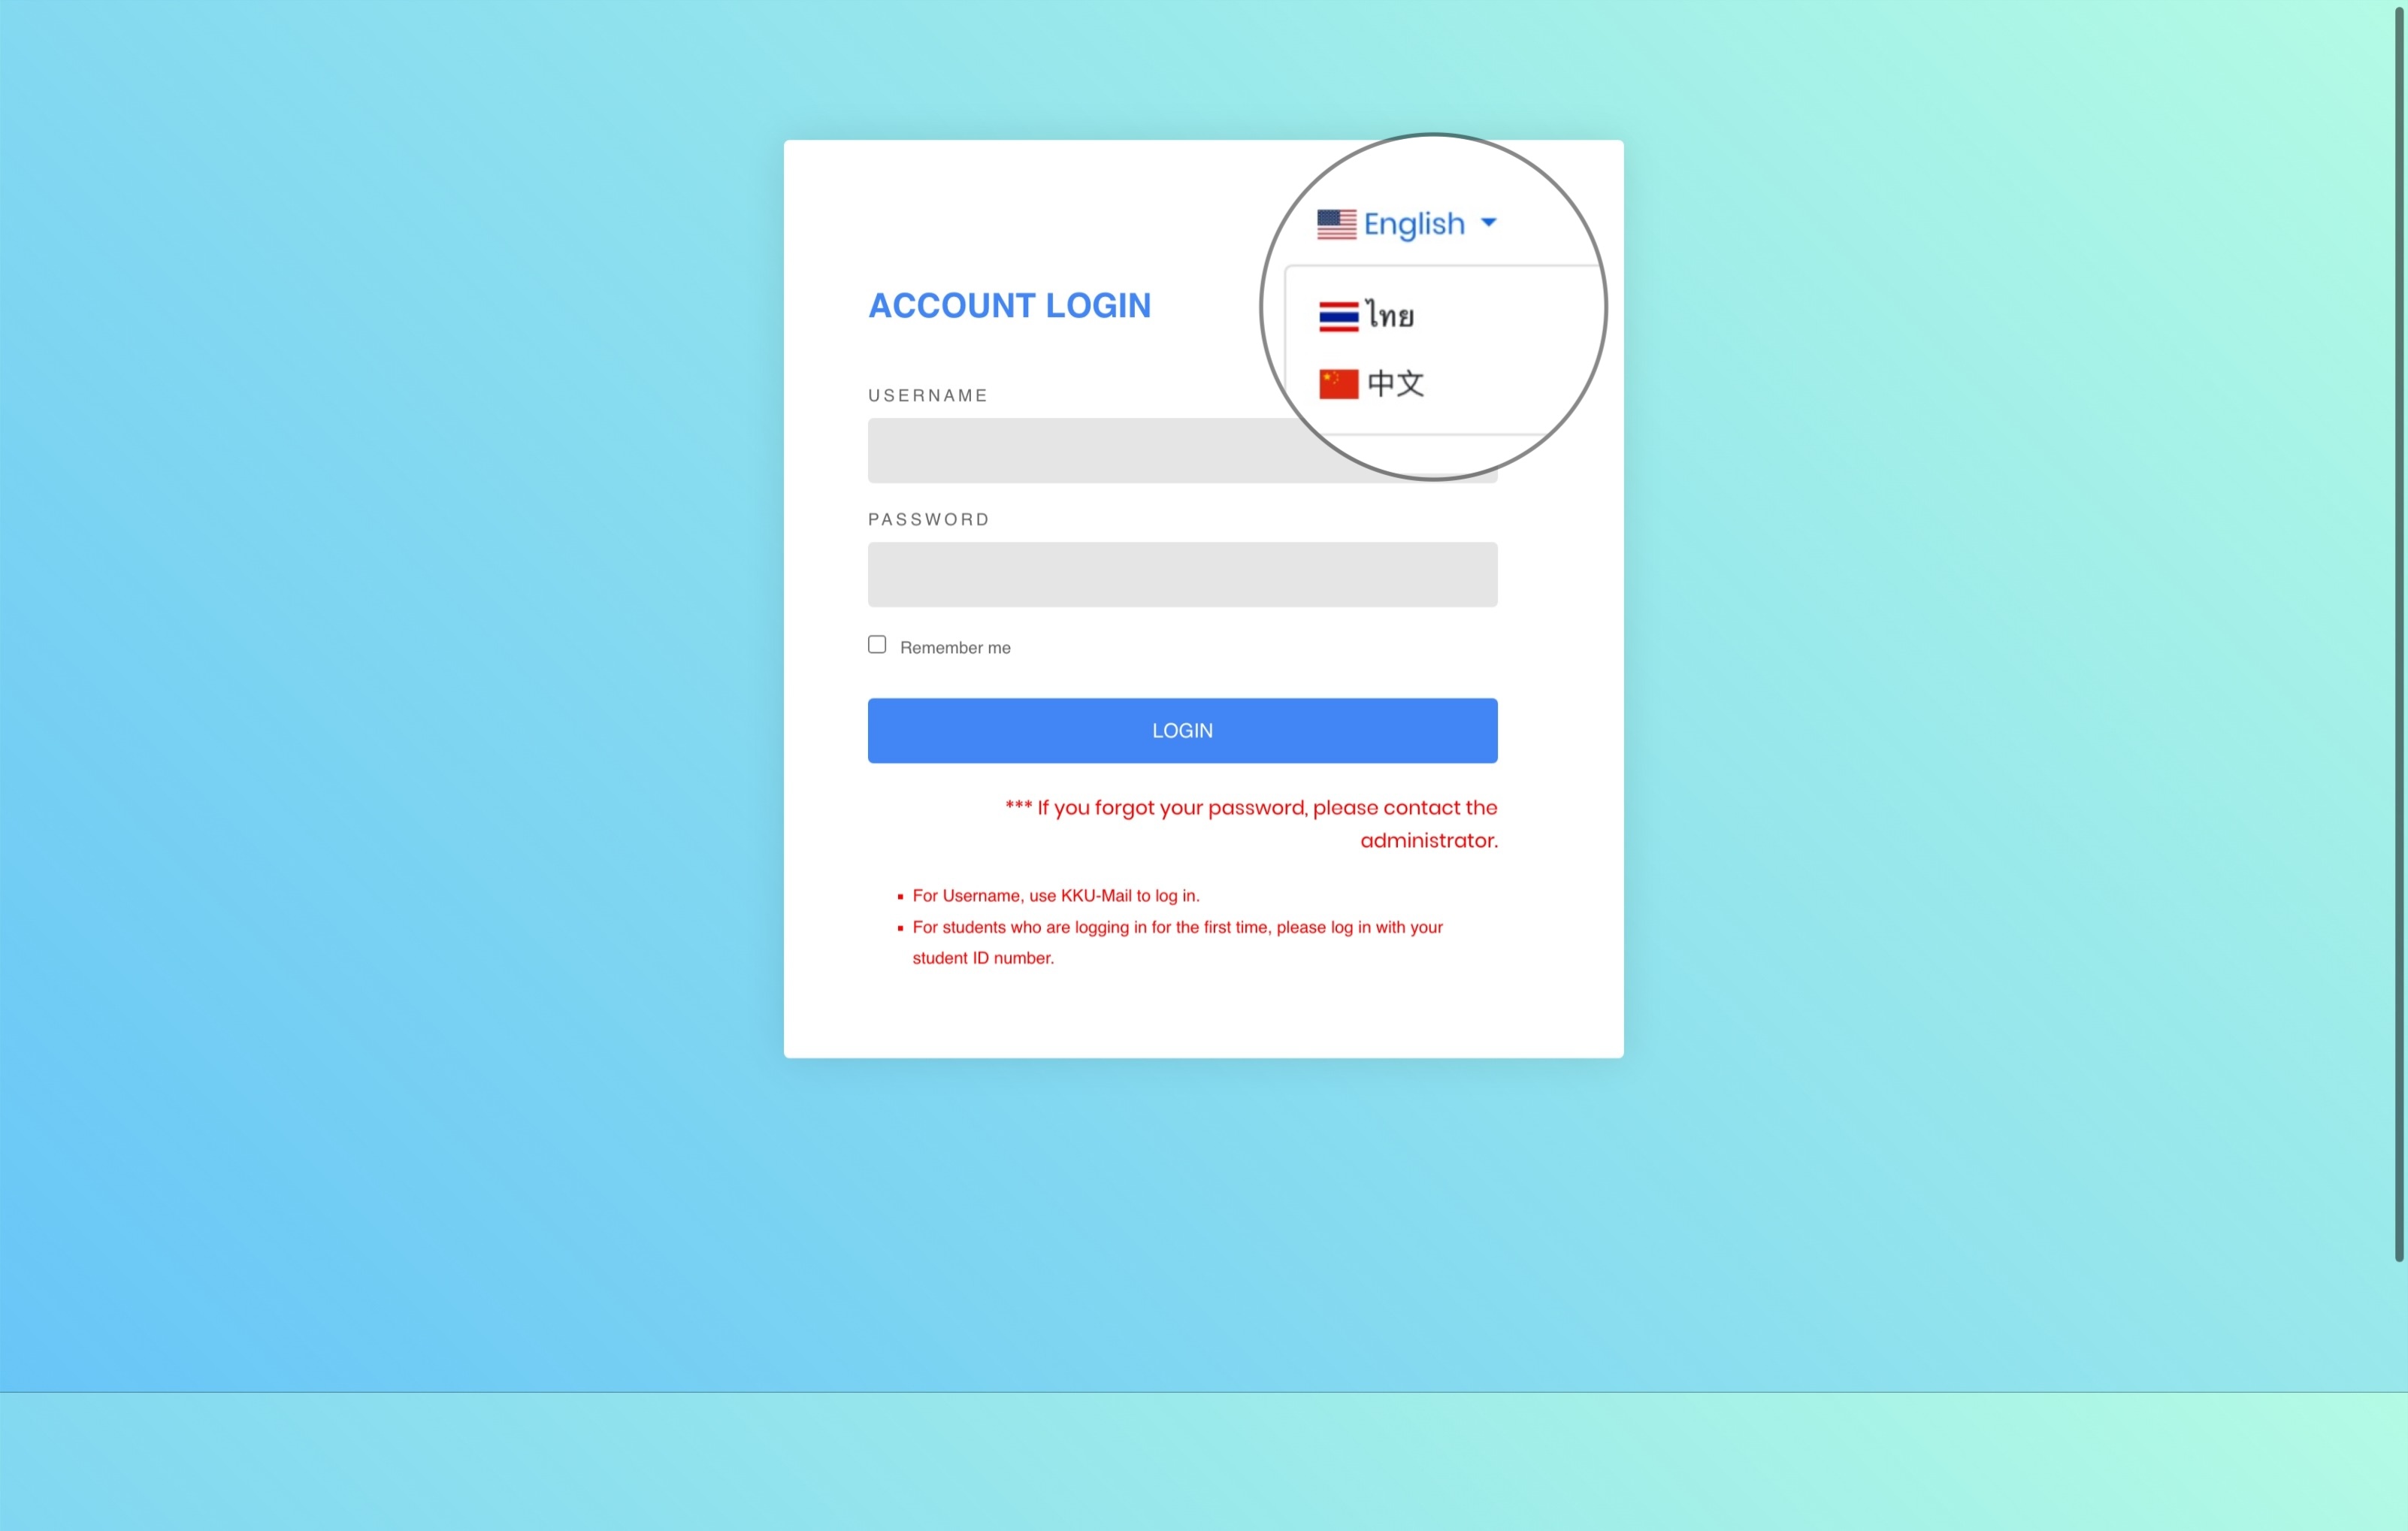 English
ไทย
中文
ACCOUNT LOGIN
USERNAME
PASSWORD
Remember me
LOGIN
*** If you forgot your password, please contact the
administrator.
For Username, use KKU-Mail to log in.
For students who are logging in for the first time, please log in with your
student ID number.